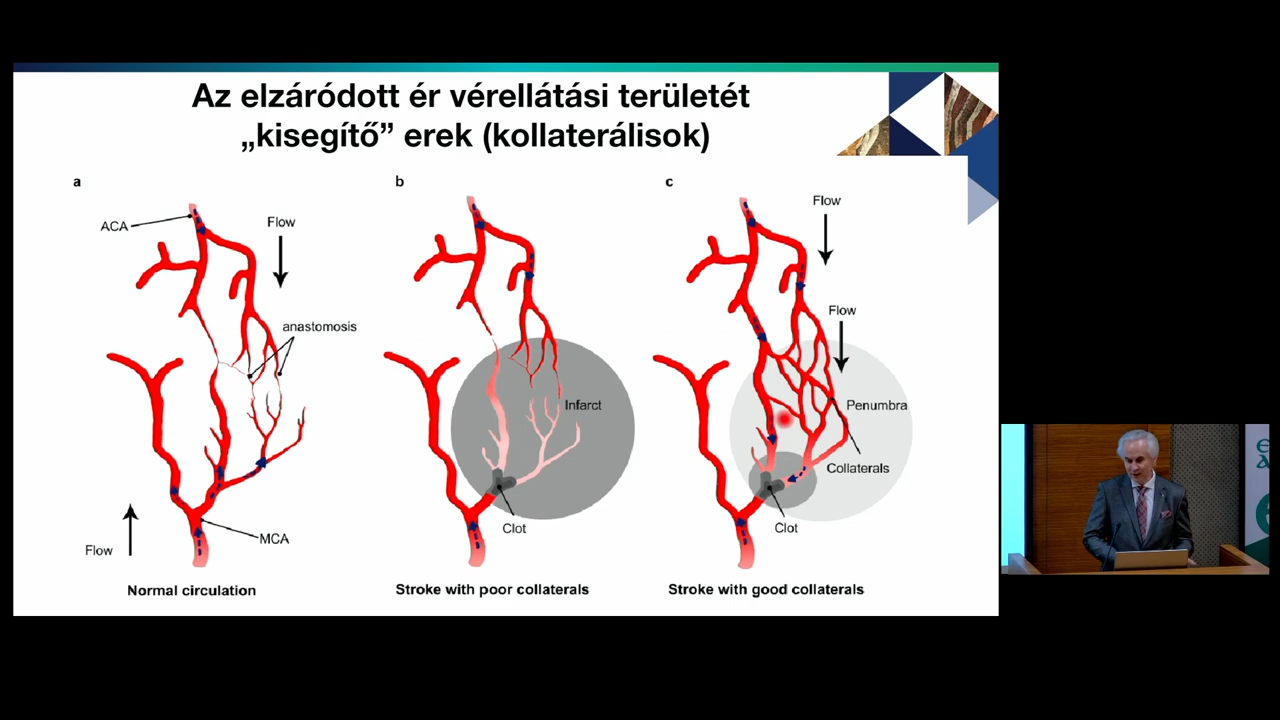 Az elzáródott ér vérellátási területét
„kisegítő” erek (kollaterálisok)
a
ACA
Flow
anastomosis
Flow
MCA
Normal circulation
b
Infarct
Clot
Stroke with poor collaterals
c
Flow
Flow
Penumbra
Collaterals
Clot
Stroke with good collaterals